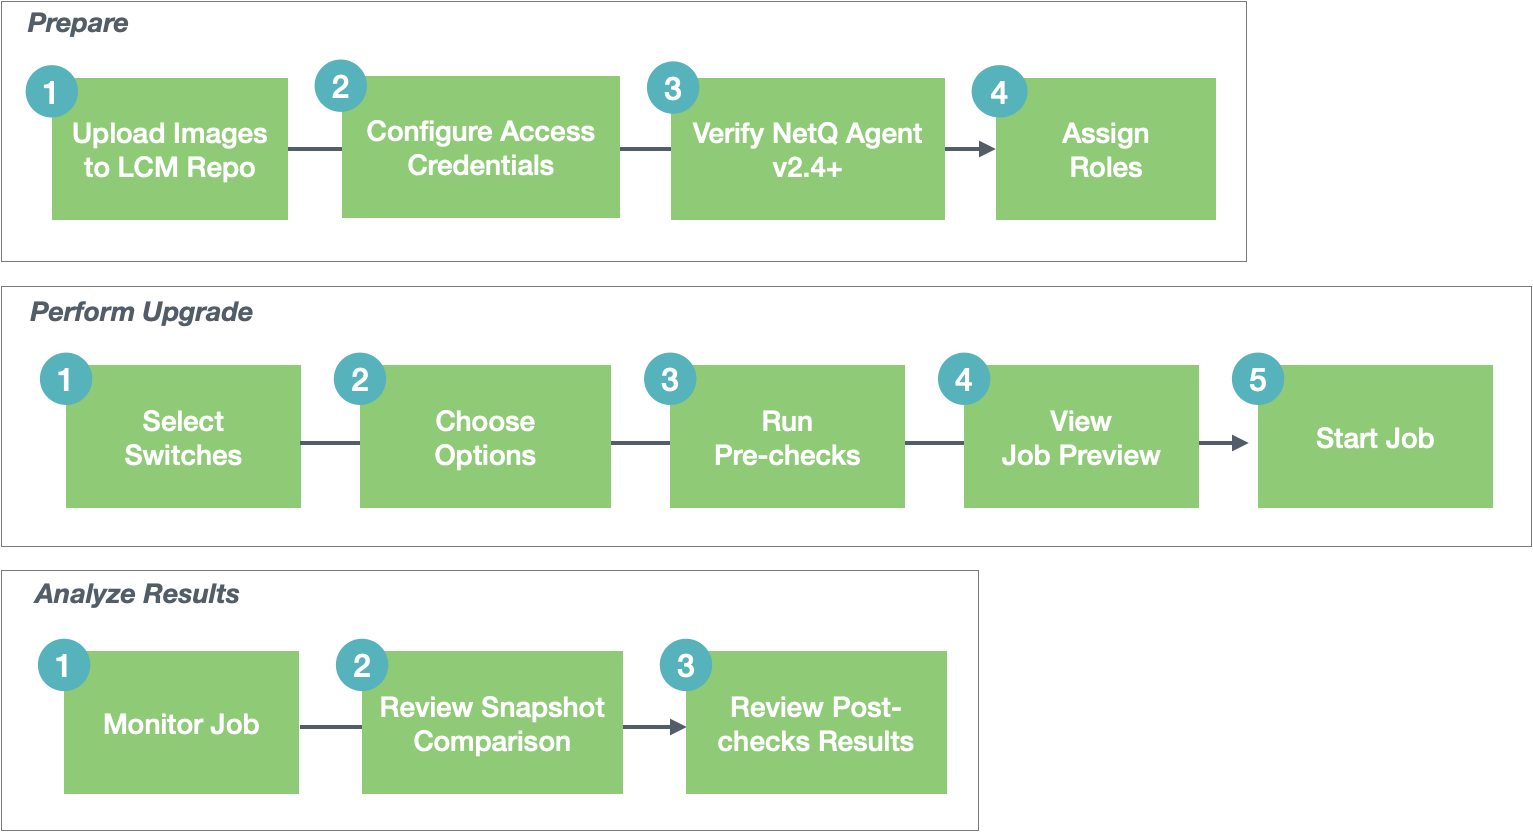 Prepare
1
Upload Images
to LCM Repo
2
Configure Access
Credentials
3
Verify NetQ Agent
v2.4+
4
Assign
Roles
Perform Upgrade
1
Select
Switches
2
Choose
Options
3
Run
Pre-checks
4
View
Job Preview
5
Start Job
Analyze Results
1
Monitor Job
2
Review Snapshot
Comparison
3
Review Post-
checks Results